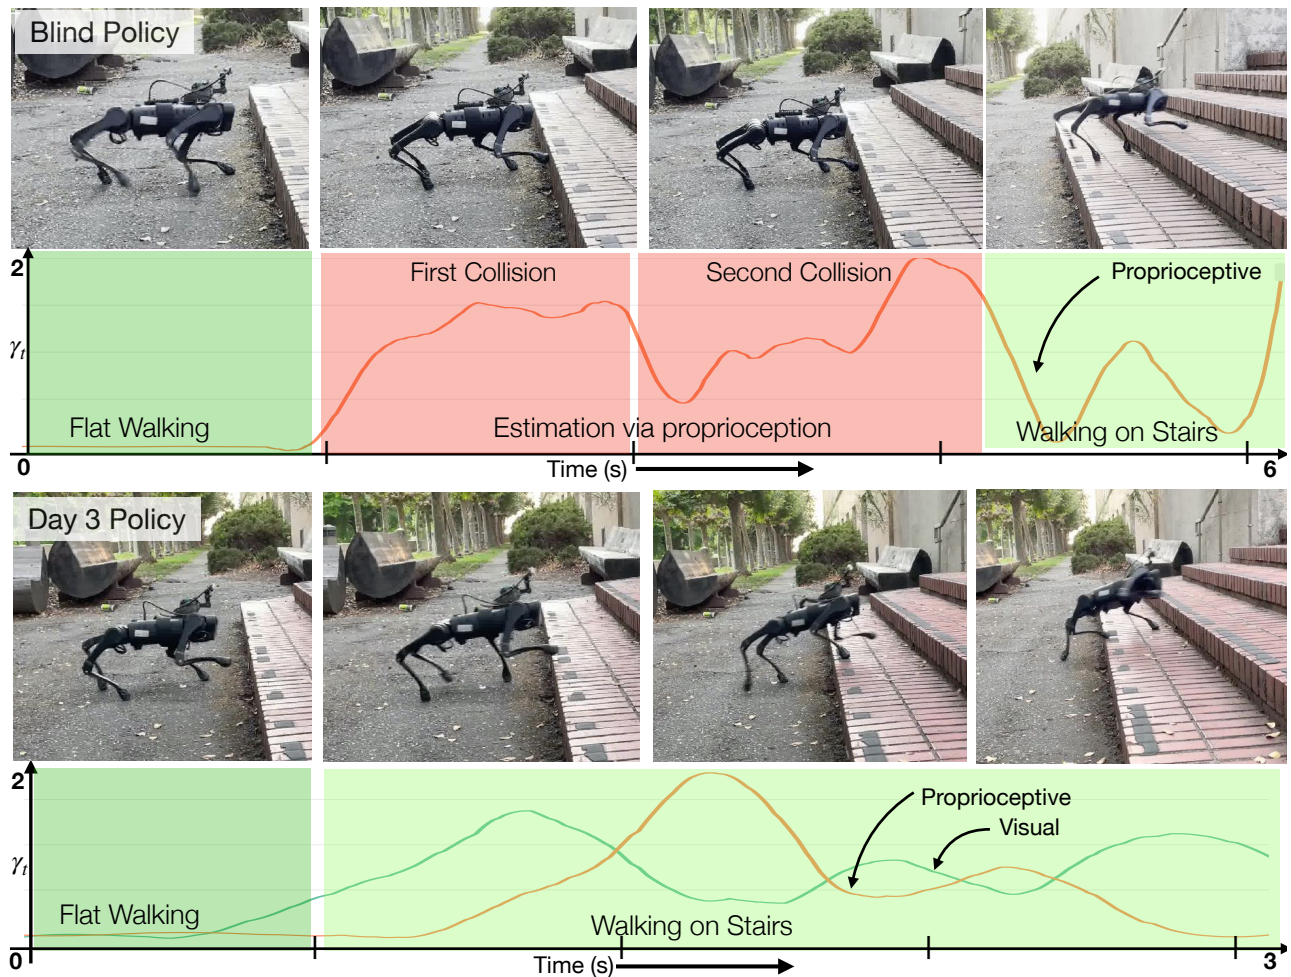 Blind Policy
2
First Collision
Second Collision
Proprioceptive
γt
Flat Walking
Estimation via proprioception
Walking on Stairs
0
Time (s)
6
Day 3 Policy
2
Proprioceptive
Visual
γt
Flat Walking
Walking on Stairs
0
Time (s)
3